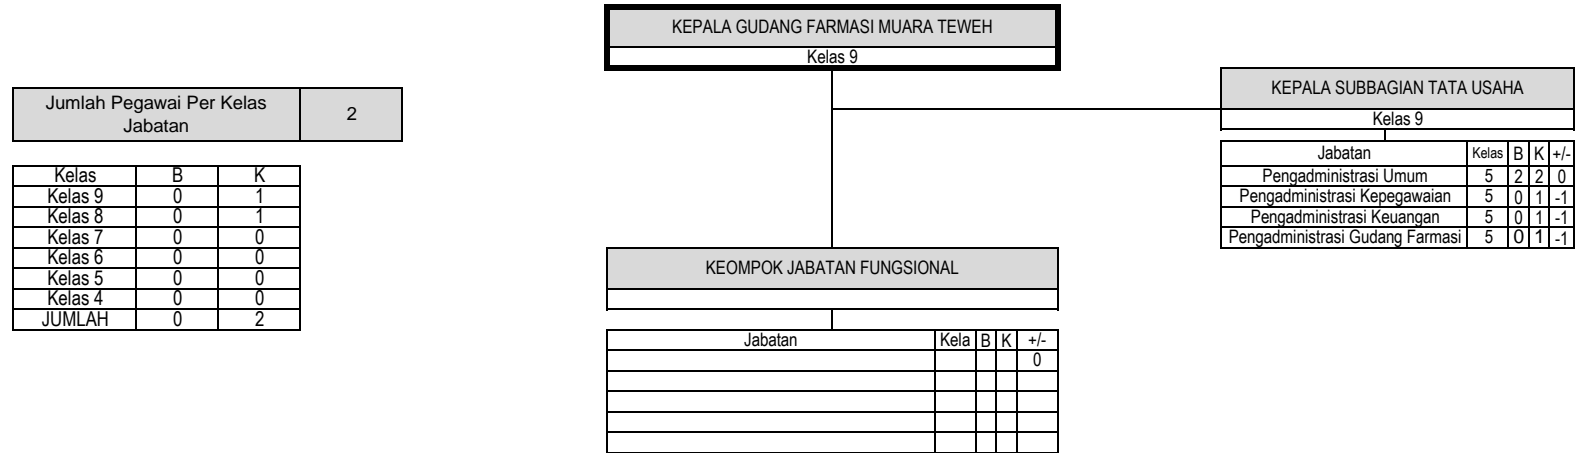 KEPALA GUDANG FARMASI MUARA TEWEH
Kelas 9
KEPALA SUBBAGIAN TATA USAHA
Kelas 9
Jabatan Kelas B K +/-
Pengadministrasi Umum 5 2 2 0
Pengadministrasi Kepegawaian 5 0 1 -1
Pengadministrasi Keuangan 5 0 1 -1
Pengadministrasi Gudang Farmasi 5 0 1 -1
Jumlah Pegawai Per Kelas
Jabatan
2
Kelas B K
Kelas 9 0 1
Kelas 8 0 1
Kelas 7 0 0
Kelas 6 0 0
Kelas 5 0 0
Kelas 4 0 0
JUMLAH 0 2
KEOMPOK JABATAN FUNGSIONAL
Jabatan Kela B K +/-
0